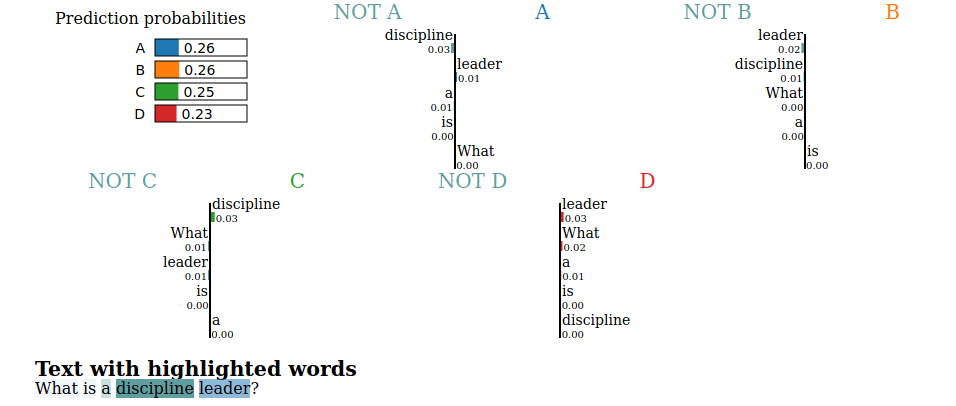 Prediction probabilities
A 0.26
B 0.26
C 0.25
D 0.23
NOT A A
discipline
0.03
leader
0.01
a
0.01
is
0.00
What
0.00
NOT B B
leader
0.02
discipline
0.01
What
0.00
a
0.00
is
0.00
NOT C C
discipline
0.03
What
0.01
leader
0.01
is
0.00
a
0.00
NOT D D
leader
0.03
What
0.02
a
0.01
is
0.00
discipline
0.00
Text with highlighted words
What is a discipline leader?